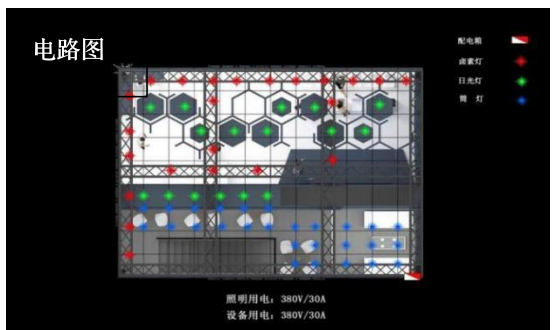 电路图
配电箱
卤素灯
日光灯
筒 灯
照明用电：380V/30A
设备用电：380V/30A